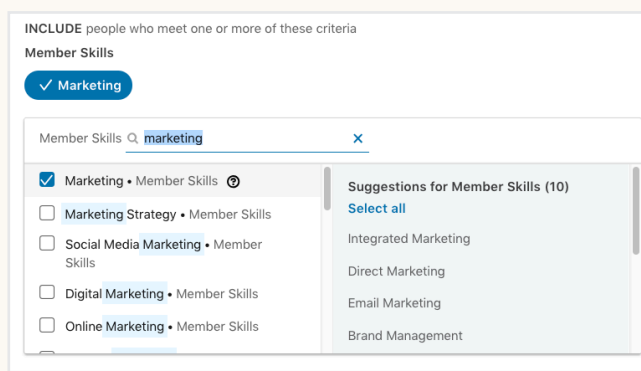 INCLUDE people who meet one or more of these criteria
Member Skills
Marketing
Member Skills marketing
Marketing • Member Skills
Marketing Strategy • Member Skills
Social Media Marketing • Member
Skills
Digital Marketing • Member Skills
Online Marketing • Member Skills
Suggestions for Member Skills (10)
Select all
Integrated Marketing
Direct Marketing
Email Marketing
Brand Management